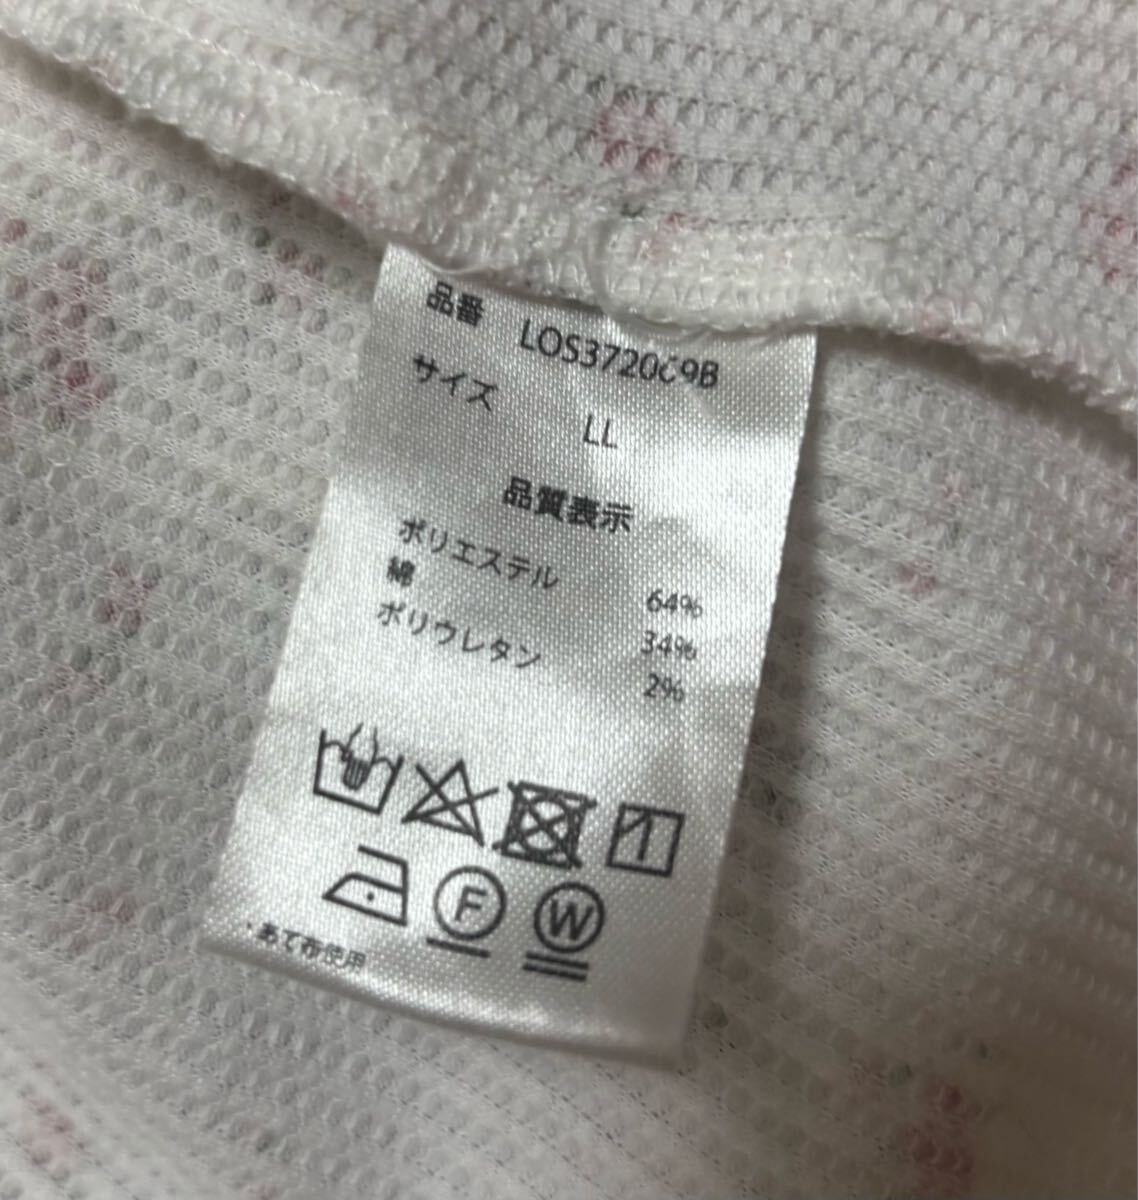 品番 LOS372069B
サイズ LL
品質表示
ポリエステル 64%
綿 34%
ポリウレタン 2%
F W
・あて布使用